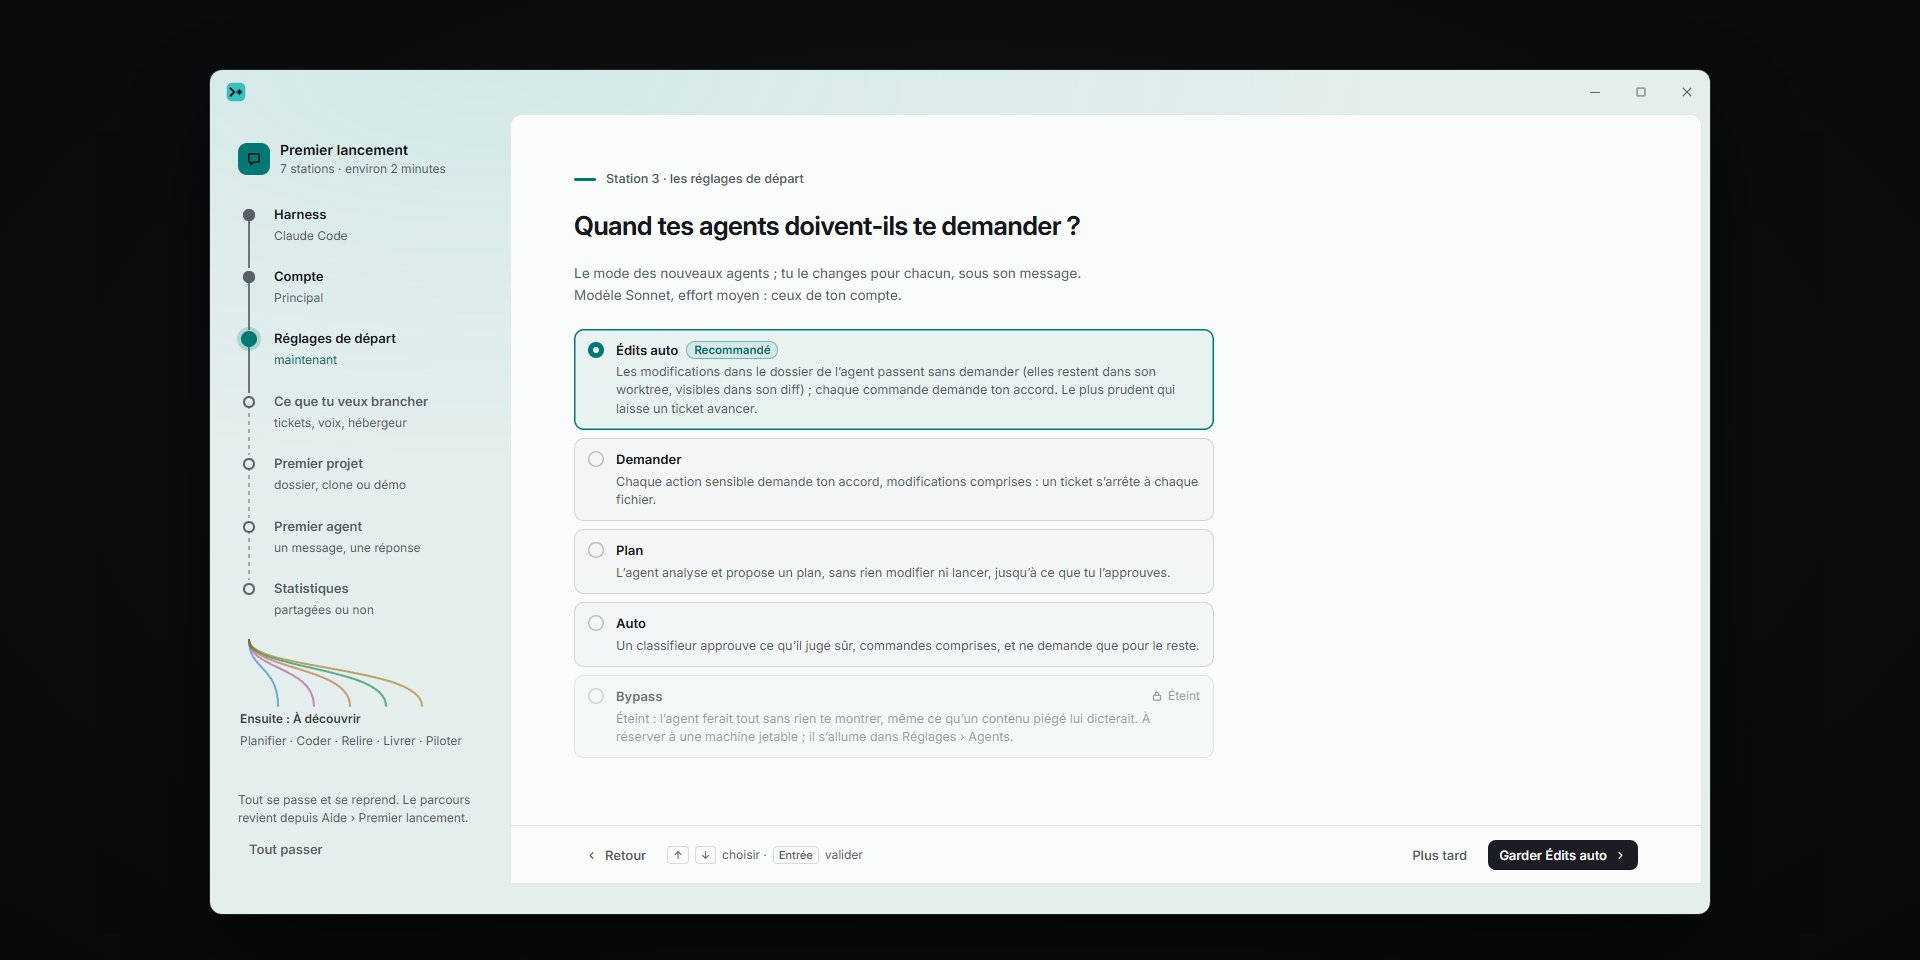 Premier lancement
7 stations · environ 2 minutes
Harness
Claude Code
Compte
Principal
Réglages de départ
maintenant
Ce que tu veux brancher
tickets, voix, hébergeur
Premier projet
dossier, clone ou démo
Premier agent
un message, une réponse
Statistiques
partagées ou non
Ensuite : À découvrir
Planifier · Coder · Relire · Livrer · Piloter
Tout se passe et se reprend. Le parcours
revient depuis Aide › Premier lancement.
Tout passer
Station 3 · les réglages de départ
Quand tes agents doivent-ils te demander ?
Le mode des nouveaux agents ; tu le changes pour chacun, sous son message.
Modèle Sonnet, effort moyen : ceux de ton compte.
Édits auto Recommandé
Les modifications dans le dossier de l’agent passent sans demander (elles restent dans son
worktree, visibles dans son diff) ; chaque commande demande ton accord. Le plus prudent qui
laisse un ticket avancer.
Demander
Chaque action sensible demande ton accord, modifications comprises : un ticket s’arrête à chaque
fichier.
Plan
L’agent analyse et propose un plan, sans rien modifier ni lancer, jusqu’à ce que tu l’approuves.
Auto
Un classifieur approuve ce qu’il juge sûr, commandes comprises, et ne demande que pour le reste.
Bypass Éteint
Éteint : l’agent ferait tout sans rien te montrer, même ce qu’un contenu piégé lui dicterait. À
réserver à une machine jetable ; il s’allume dans Réglages › Agents.
‹ Retour ↑ ↓ choisir · Entrée valider
Plus tard Garder Édits auto ›